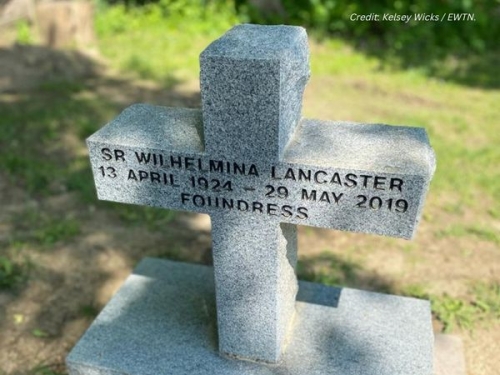 Credit: Kelsey Wicks / EWTN.
SR WILHELMINA LANCASTER
13 APRIL 1924 – 29 MAY 2019
FOUNDRESS